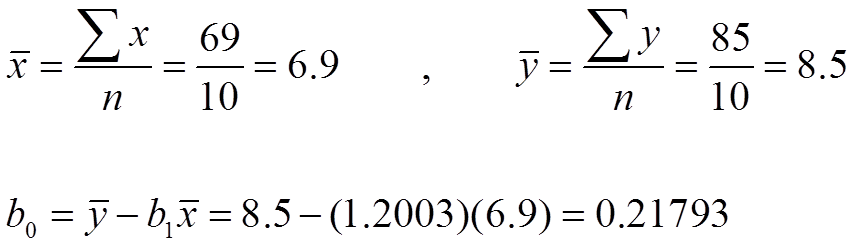 x̄ = ∑x / n = 69 / 10 = 6.9 , ȳ = ∑y / n = 85 / 10 = 8.5
b₀ = ȳ − b₁x̄ = 8.5 − (1.2003)(6.9) = 0.21793